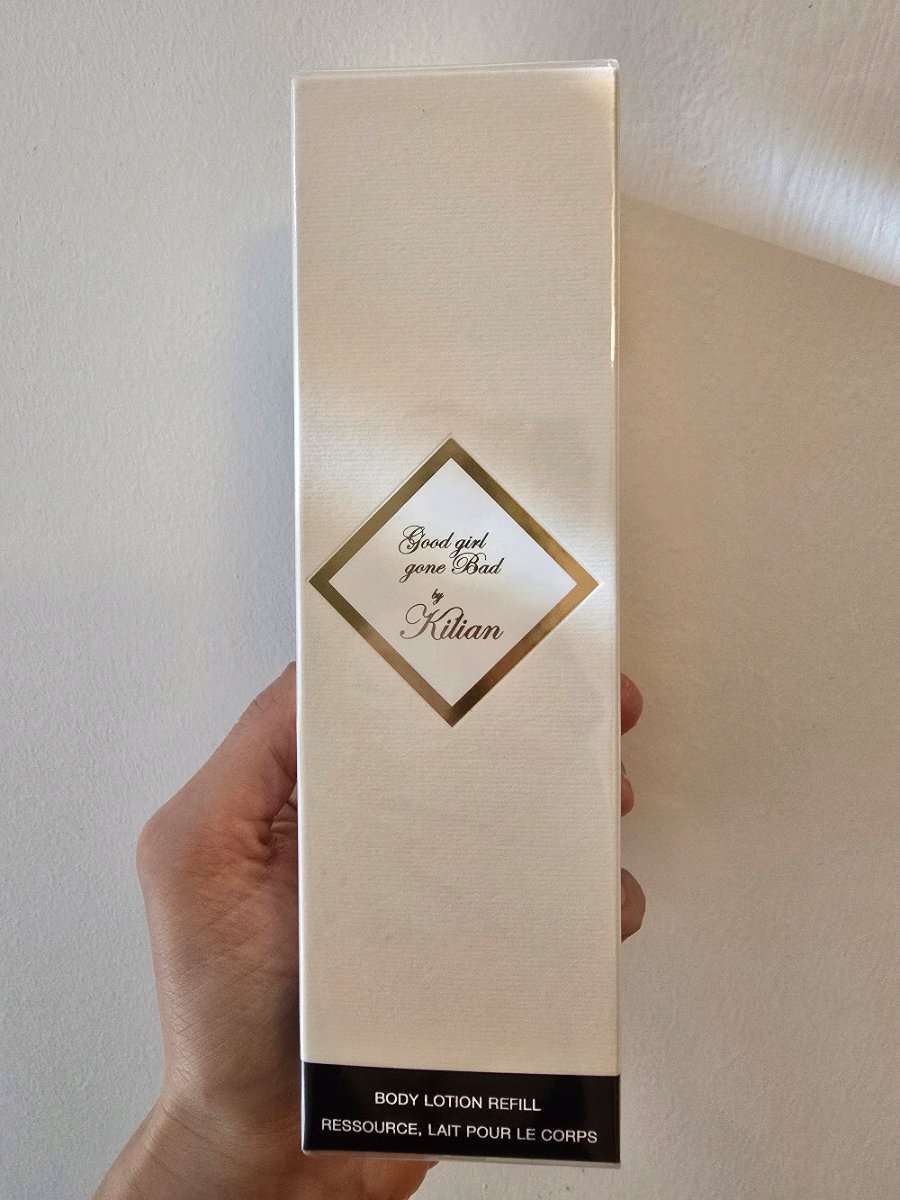 Good girl
gone Bad
by
Kilian
BODY LOTION REFILL
RESSOURCE, LAIT POUR LE CORPS